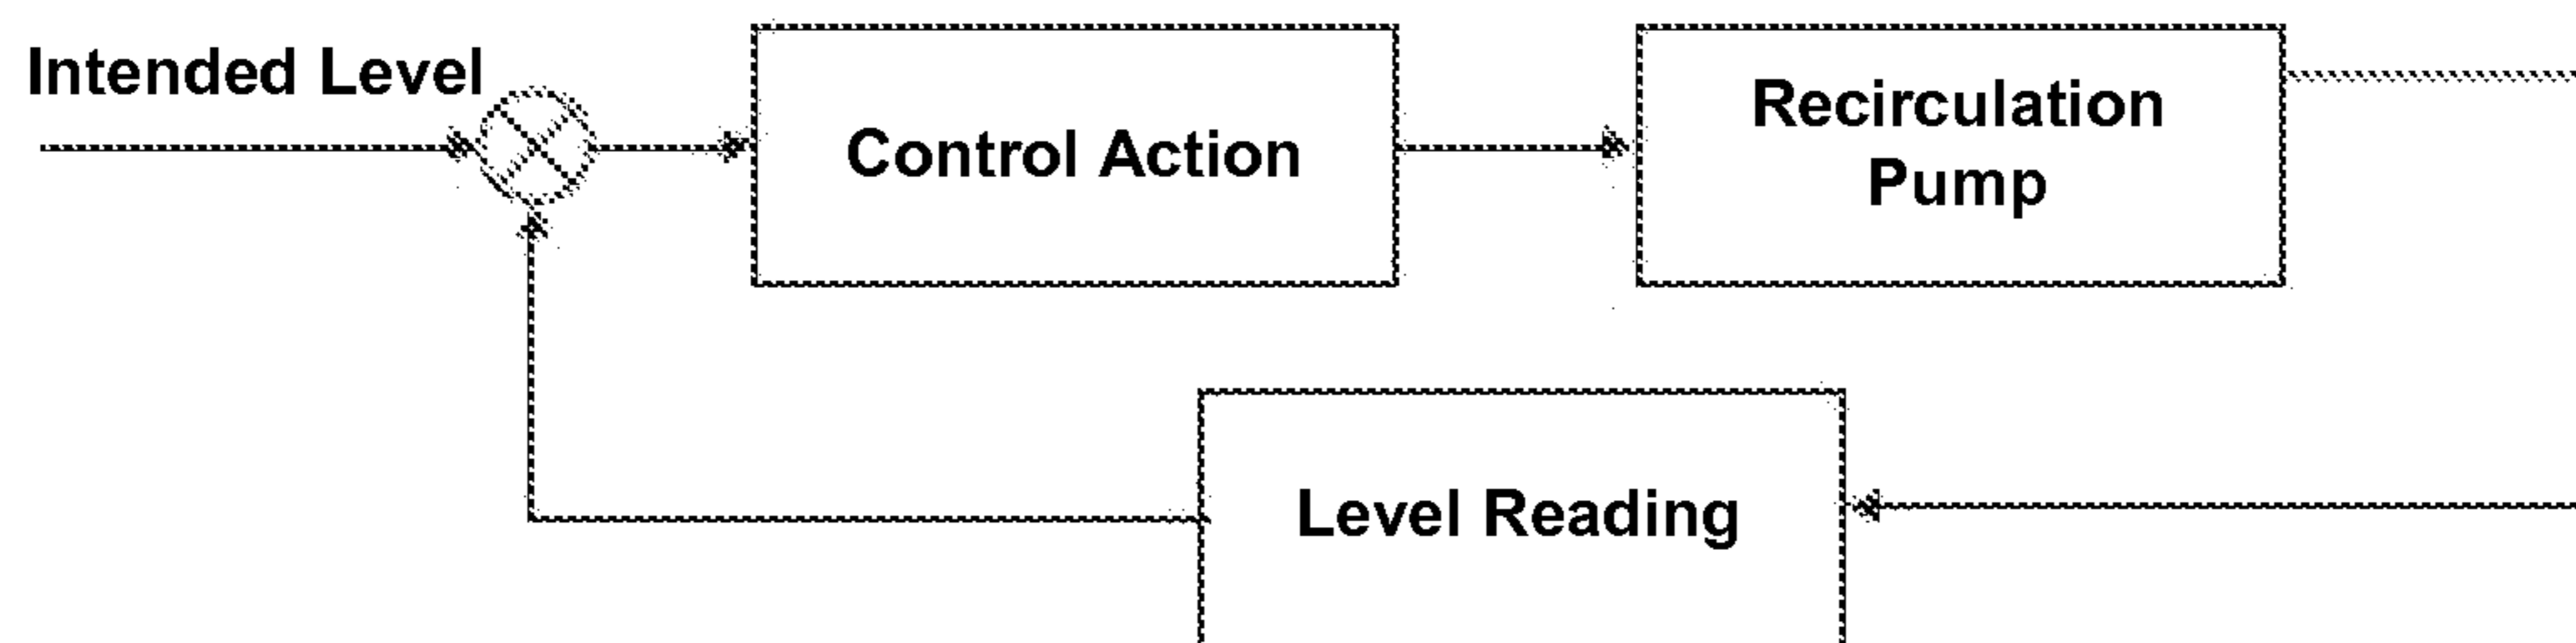 Intended Level
Control Action
Recirculation
Pump
Level Reading